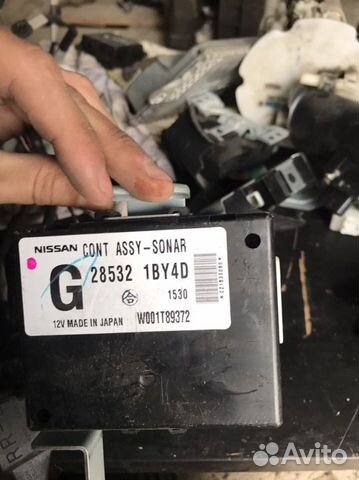 NISSAN CONT ASSY-SONAR
G 28532 1BY4D
1530
12V MADE IN JAPAN W001T89372
Avito